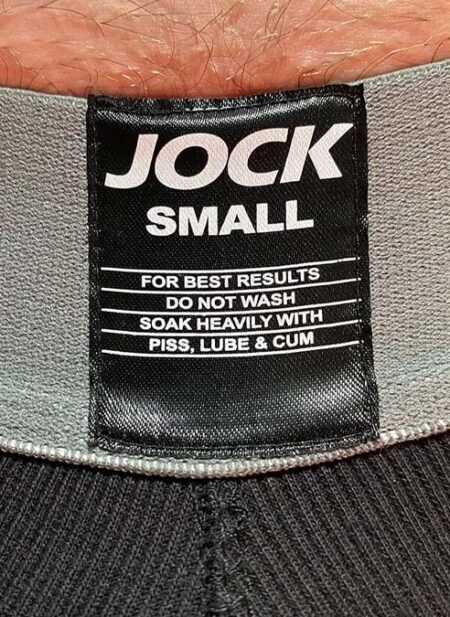 JOCK
SMALL
FOR BEST RESULTS
DO NOT WASH
SOAK HEAVILY WITH
PISS, LUBE & CUM